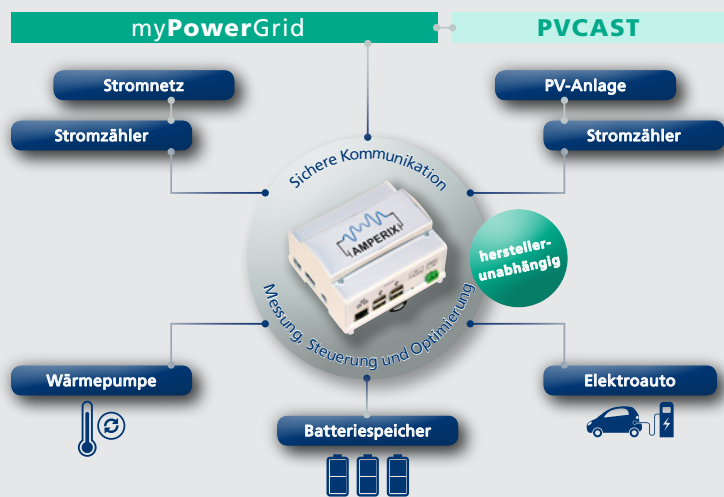 myPowerGrid
PVCAST
Stromnetz
PV-Anlage
Stromzähler
Stromzähler
Sichere Kommunikation
AMPERIX
hersteller-
unabhängig
Messung, Steuerung und Optimierung
Wärmepumpe
Elektroauto
Batteriespeicher